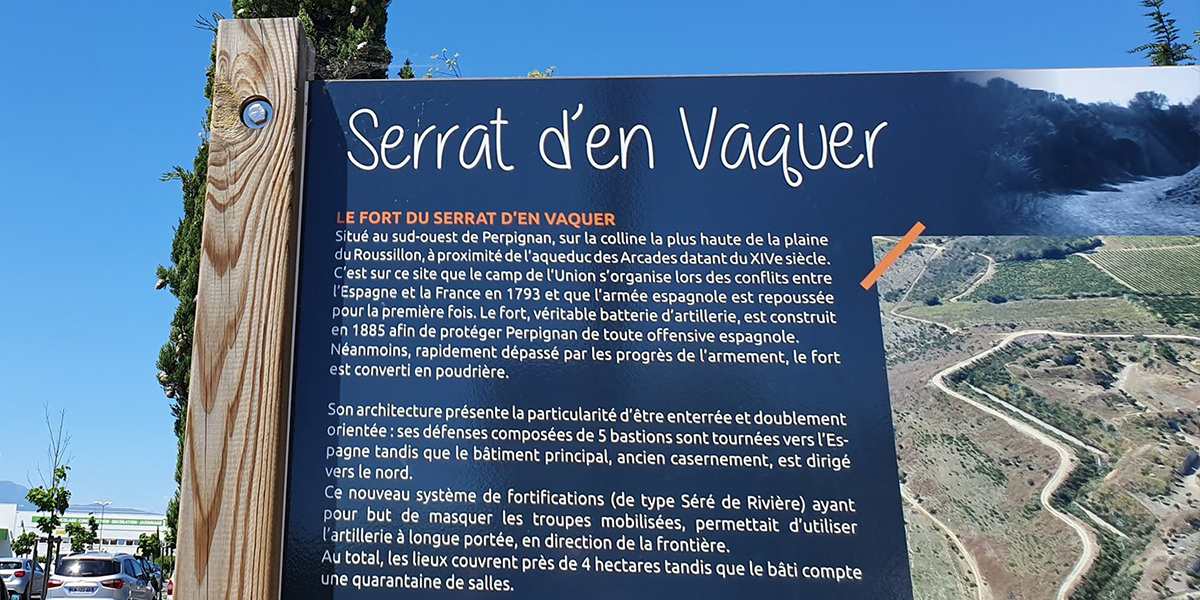 Serrat d'en Vaquer
LE FORT DU SERRAT D'EN VAQUER
Situé au sud-ouest de Perpignan, sur la colline la plus haute de la plaine
du Roussillon, à proximité de l'aqueduc des Arcades datant du XIVe siècle.
C'est sur ce site que le camp de l'Union s'organise lors des conflits entre
l'Espagne et la France en 1793 et que l'armée espagnole est repoussée
pour la première fois. Le fort, véritable batterie d'artillerie, est construit
en 1885 afin de protéger Perpignan de toute offensive espagnole.
Néanmoins, rapidement dépassé par les progrès de l'armement, le fort
est converti en poudrière.
Son architecture présente la particularité d'être enterrée et doublement
orientée : ses défenses composées de 5 bastions sont tournées vers l'Es-
pagne tandis que le bâtiment principal, ancien casernement, est dirigé
vers le nord.
Ce nouveau système de fortifications (de type Séré de Rivière) ayant
pour but de masquer les troupes mobilisées, permettait d'utiliser
l'artillerie à longue portée, en direction de la frontière.
Au total, les lieux couvrent près de 4 hectares tandis que le bâti compte
une quarantaine de salles.